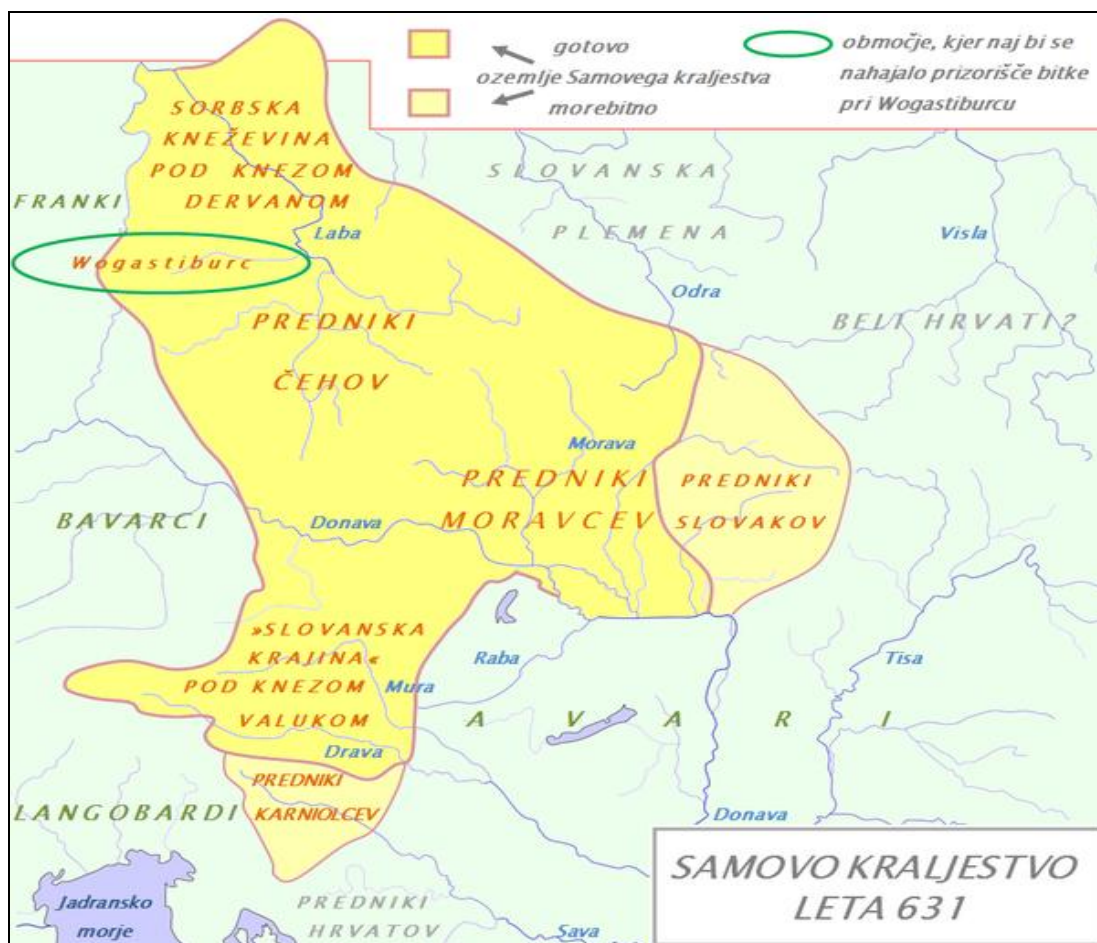 gotovo
ozemlje Samovega kraljestva
morebitno
območje, kjer naj bi se
nahajalo prizorišče bitke
pri Wogastiburcu
SORBSKA
KNEŽEVINA
POD KNEZOM
DERVANOM
SLOVANSKA
PLEMENA
FRANKI
Laba
Visla
Wogastiburc
Odra
PREDNIKI
ČEHOV
BELI HRVATI?
Morava
PREDNIKI
MORAVCEV
PREDNIKI
SLOVAKOV
BAVARCI
Donava
»SLOVANSKA
KRAJINA«
POD KNEZOM
VALUKOM
Mura
Raba
Tisa
AVARI
Drava
PREDNIKI
KARNIOLCEV
LANGOBARDI
Donava
SAMOVO KRALJESTVO
LETA 631
Jadransko
morje
PREDNIKI
HRVATOV
Sava